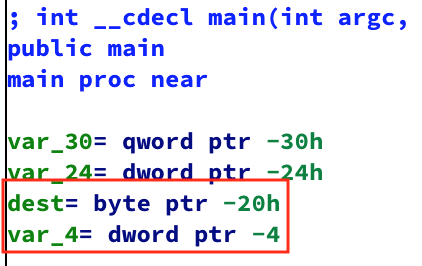 ; int __cdecl main(int argc,
public main
main proc near
var_30= qword ptr -30h
var_24= dword ptr -24h
dest= byte ptr -20h
var_4= dword ptr -4